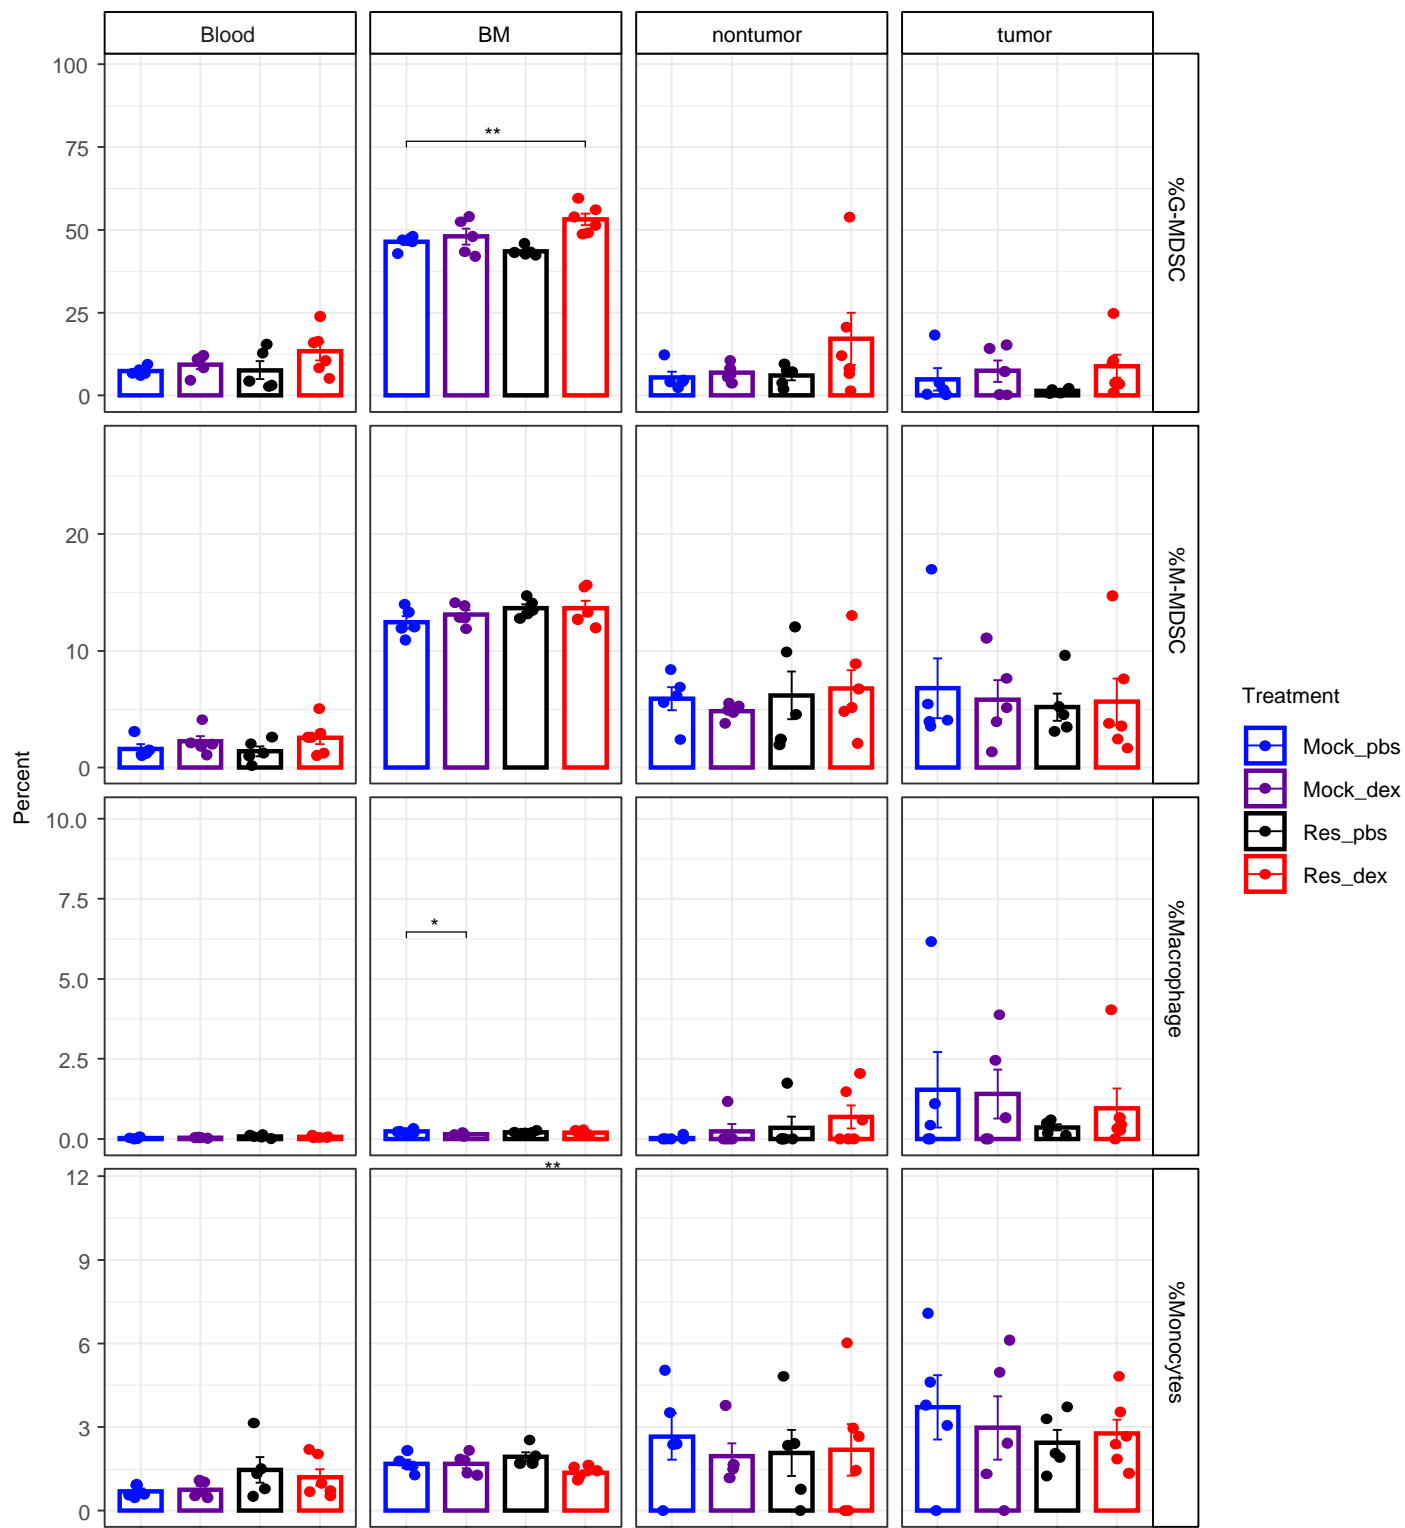 Blood
BM
nontumor
tumor
100
75
50
25
0
**
%G-MDSC
20
10
0
%M-MDSC
Percent
10.0
7.5
5.0
2.5
0.0
*
%Macrophage
12
9
6
3
0
**
%Monocytes
Treatment
Mock_pbs
Mock_dex
Res_pbs
Res_dex